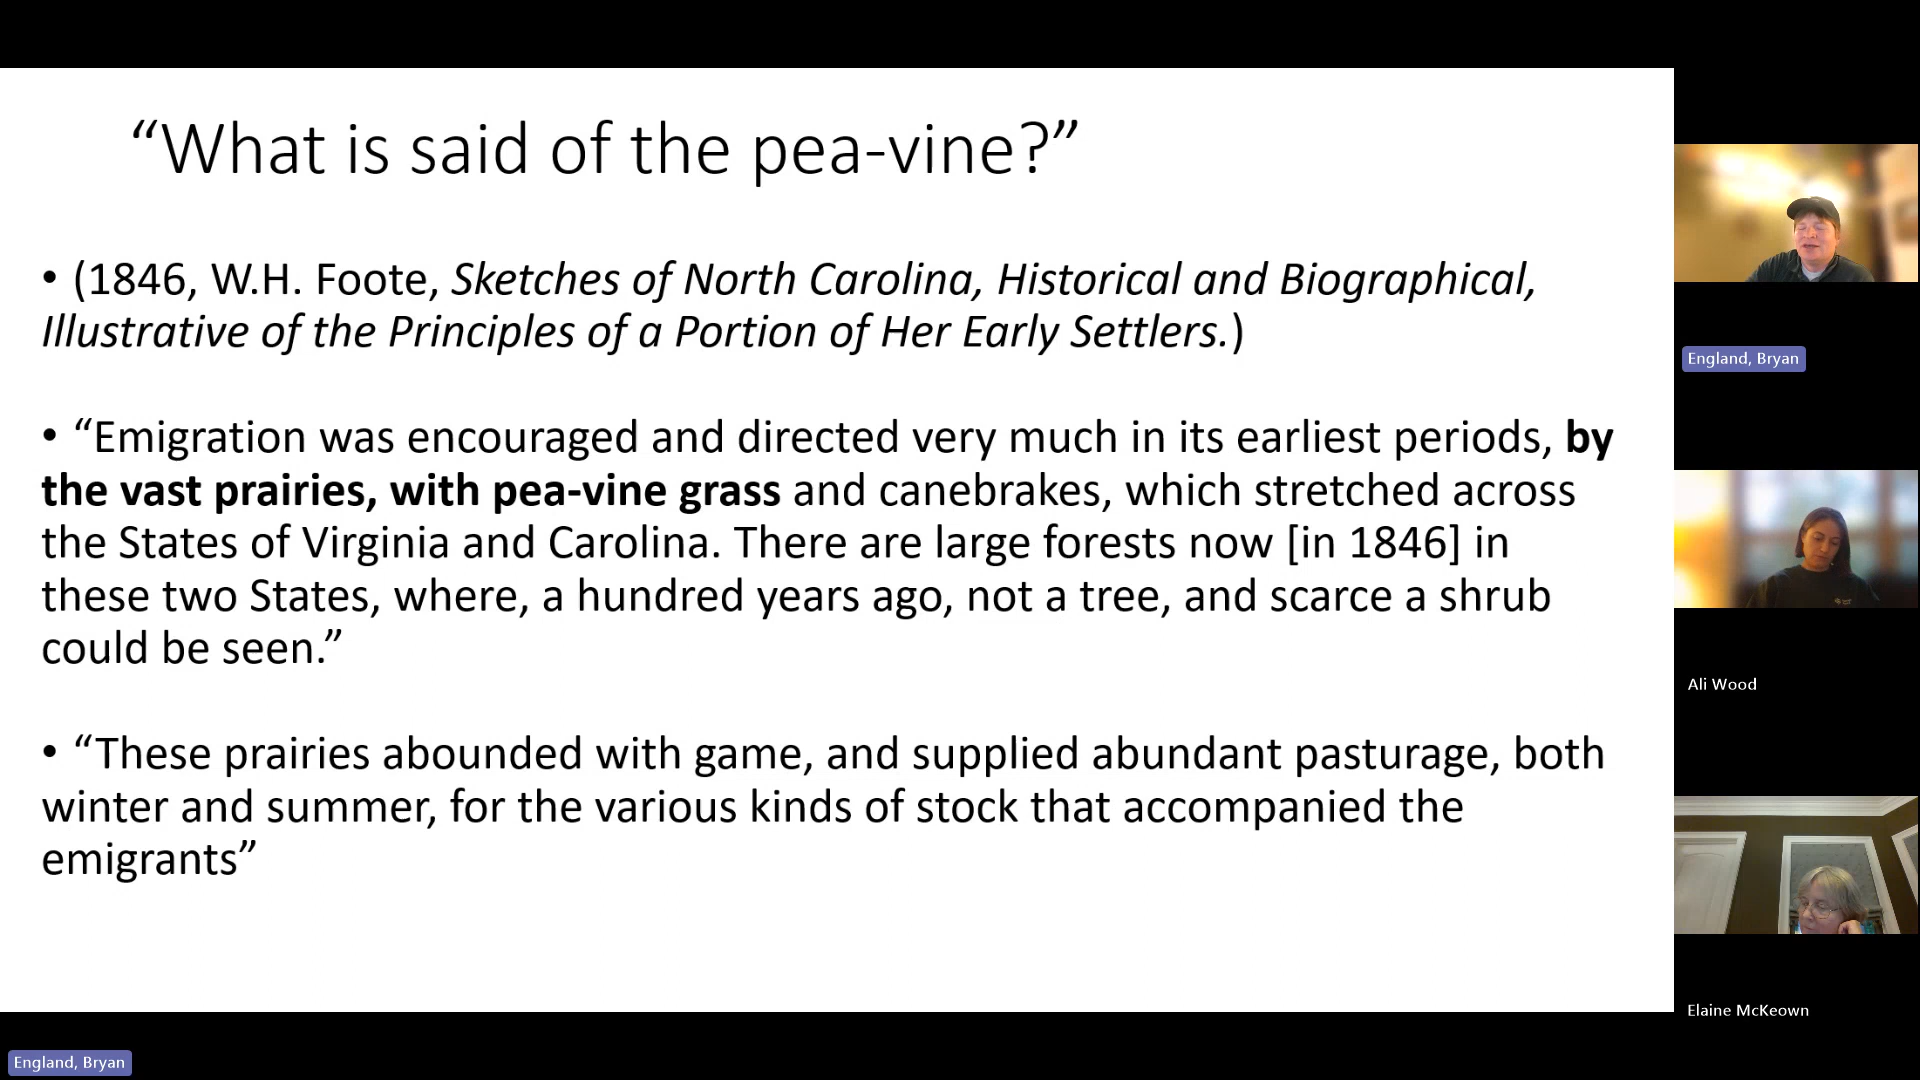 “What is said of the pea-vine?”
• (1846, W.H. Foote, Sketches of North Carolina, Historical and Biographical,
Illustrative of the Principles of a Portion of Her Early Settlers.)
• “Emigration was encouraged and directed very much in its earliest periods, by
the vast prairies, with pea-vine grass and canebrakes, which stretched across
the States of Virginia and Carolina. There are large forests now [in 1846] in
these two States, where, a hundred years ago, not a tree, and scarce a shrub
could be seen.”
• “These prairies abounded with game, and supplied abundant pasturage, both
winter and summer, for the various kinds of stock that accompanied the
emigrants”
England, Bryan
Ali Wood
Elaine McKeown
England, Bryan